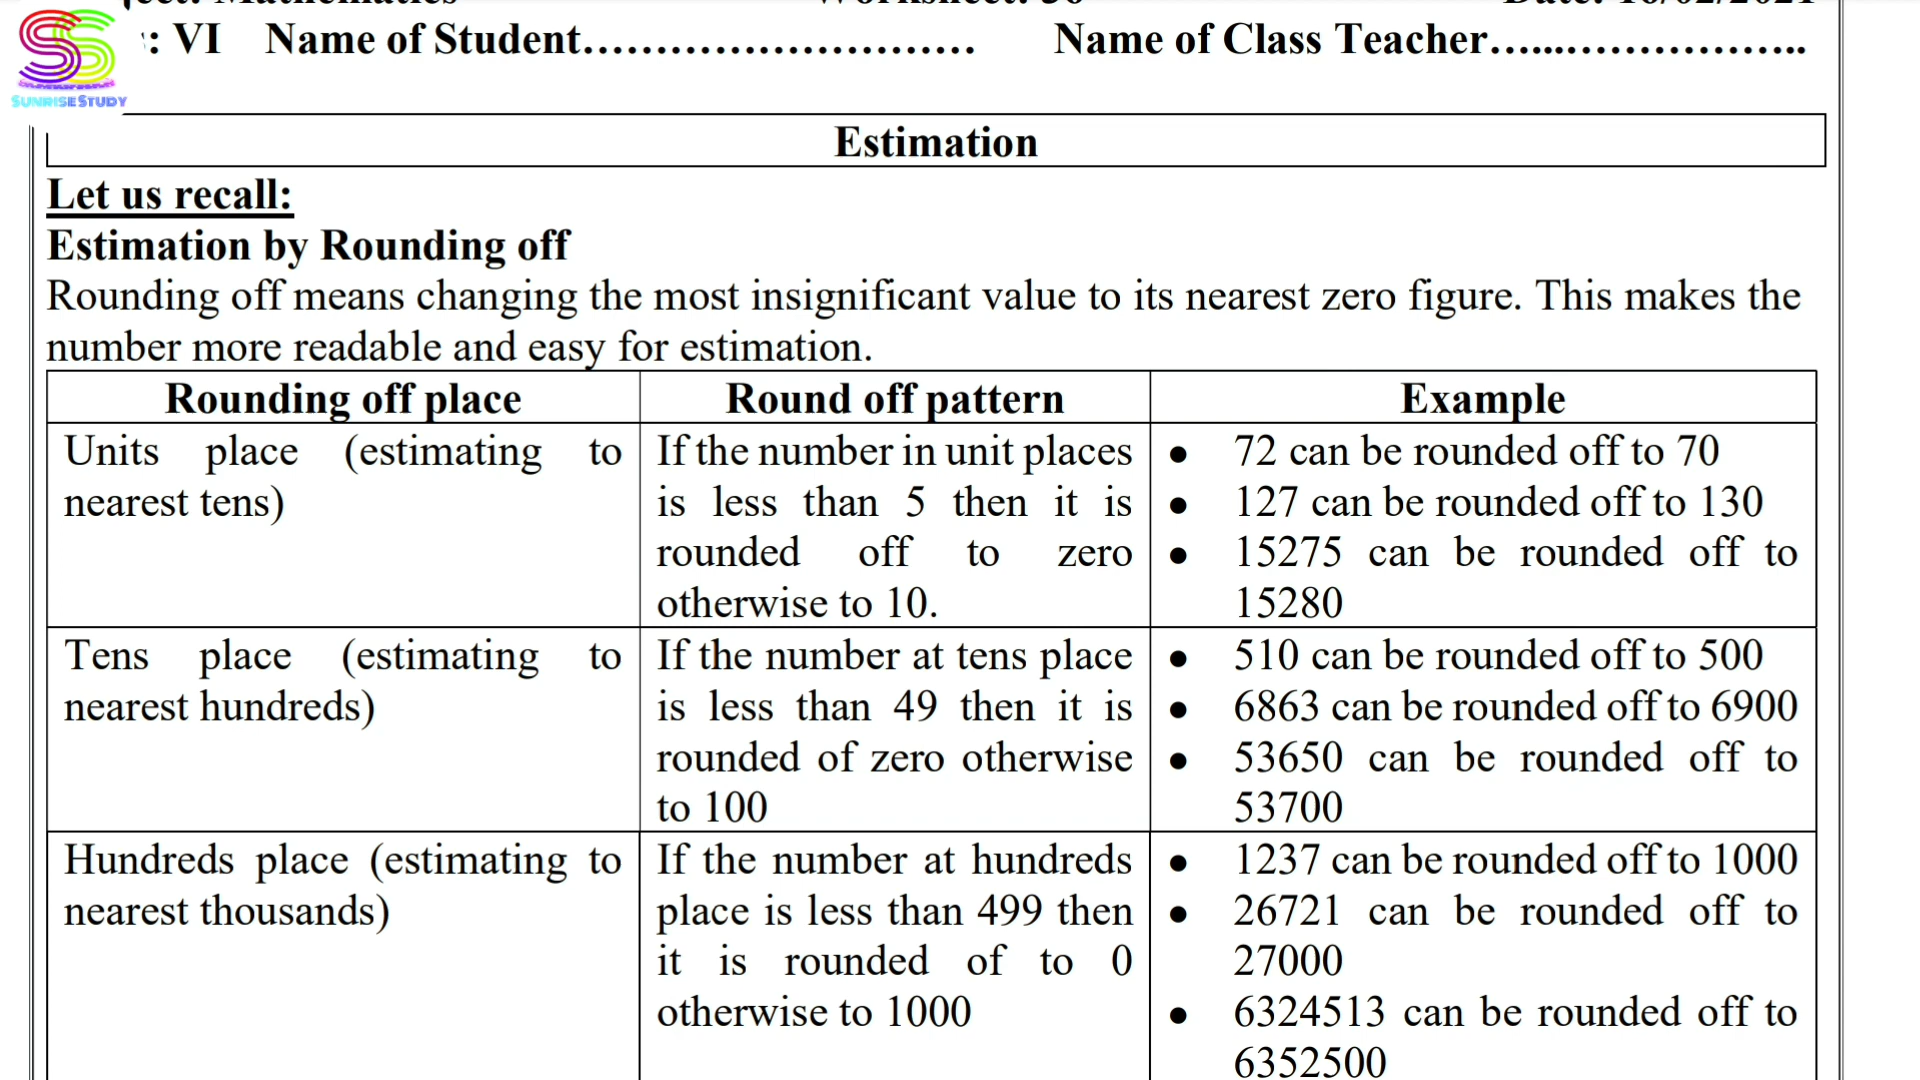 : VI Name of Student...........................
Name of Class Teacher......................
SUNRISESTUDY
Estimation
Let us recall:
Estimation by Rounding off
Rounding off means changing the most insignificant value to its nearest zero figure. This makes the
number more readable and easy for estimation.
Rounding off place
Round off pattern
Example
Units place (estimating to
nearest tens)
If the number in unit places
is less than 5 then it is
rounded off to zero
otherwise to 10.
● 72 can be rounded off to 70
● 127 can be rounded off to 130
● 15275 can be rounded off to
15280
Tens place (estimating to
nearest hundreds)
If the number at tens place
is less than 49 then it is
rounded of zero otherwise
to 100
● 510 can be rounded off to 500
● 6863 can be rounded off to 6900
● 53650 can be rounded off to
53700
Hundreds place (estimating to
nearest thousands)
If the number at hundreds
place is less than 499 then
it is rounded of to 0
otherwise to 1000
● 1237 can be rounded off to 1000
● 26721 can be rounded off to
27000
● 6324513 can be rounded off to
6352500